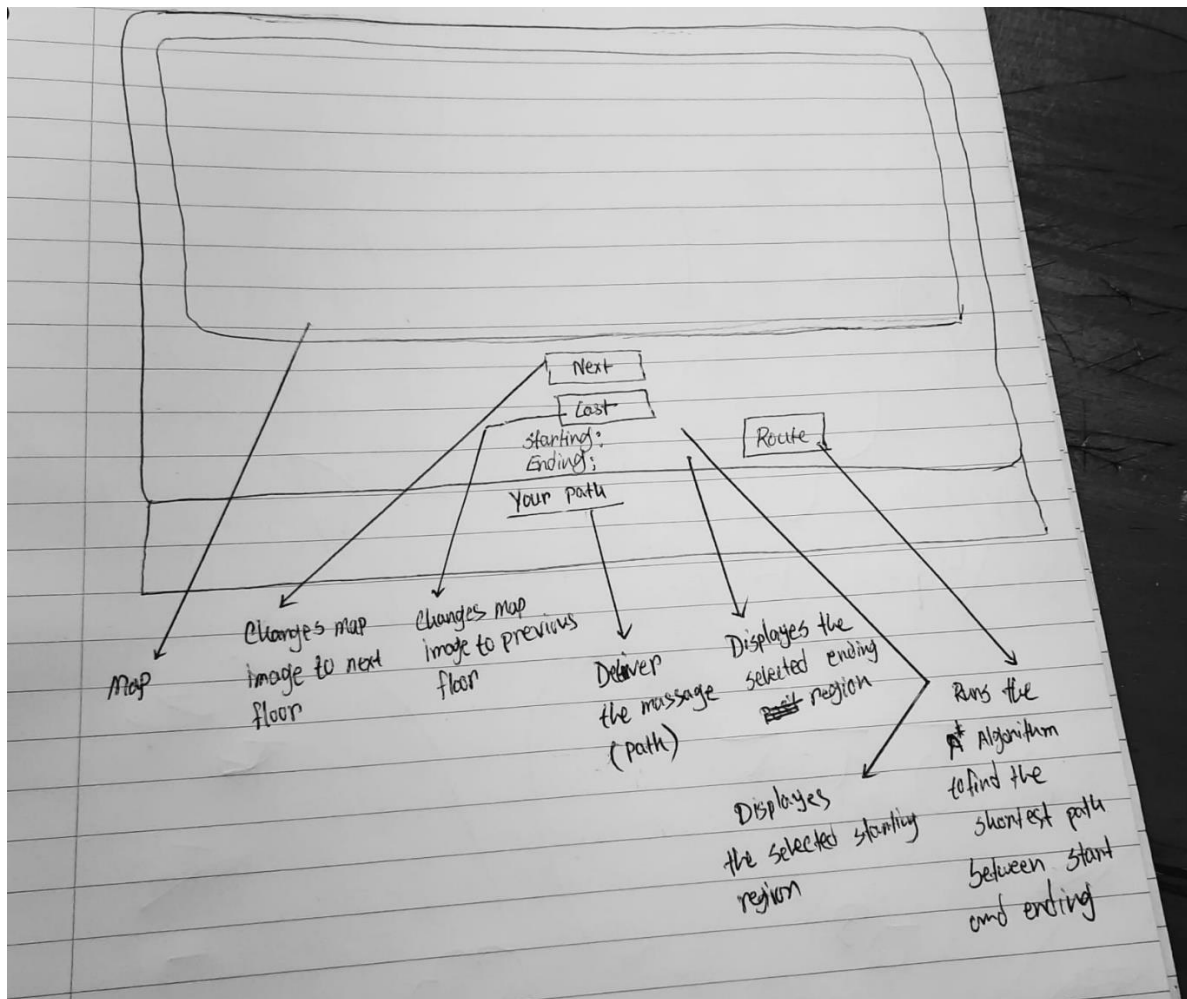 Next
Last
Starting:
Ending:
Route
Your path
Map
Changes map
image to next
floor
Changes map
image to previous
floor
Deliver
the massage
(path)
Displayes the
selected ending
region
Displayes
the selected starting
region
Runs the
A* Algorithm
to find the
shortest path
between start
and ending